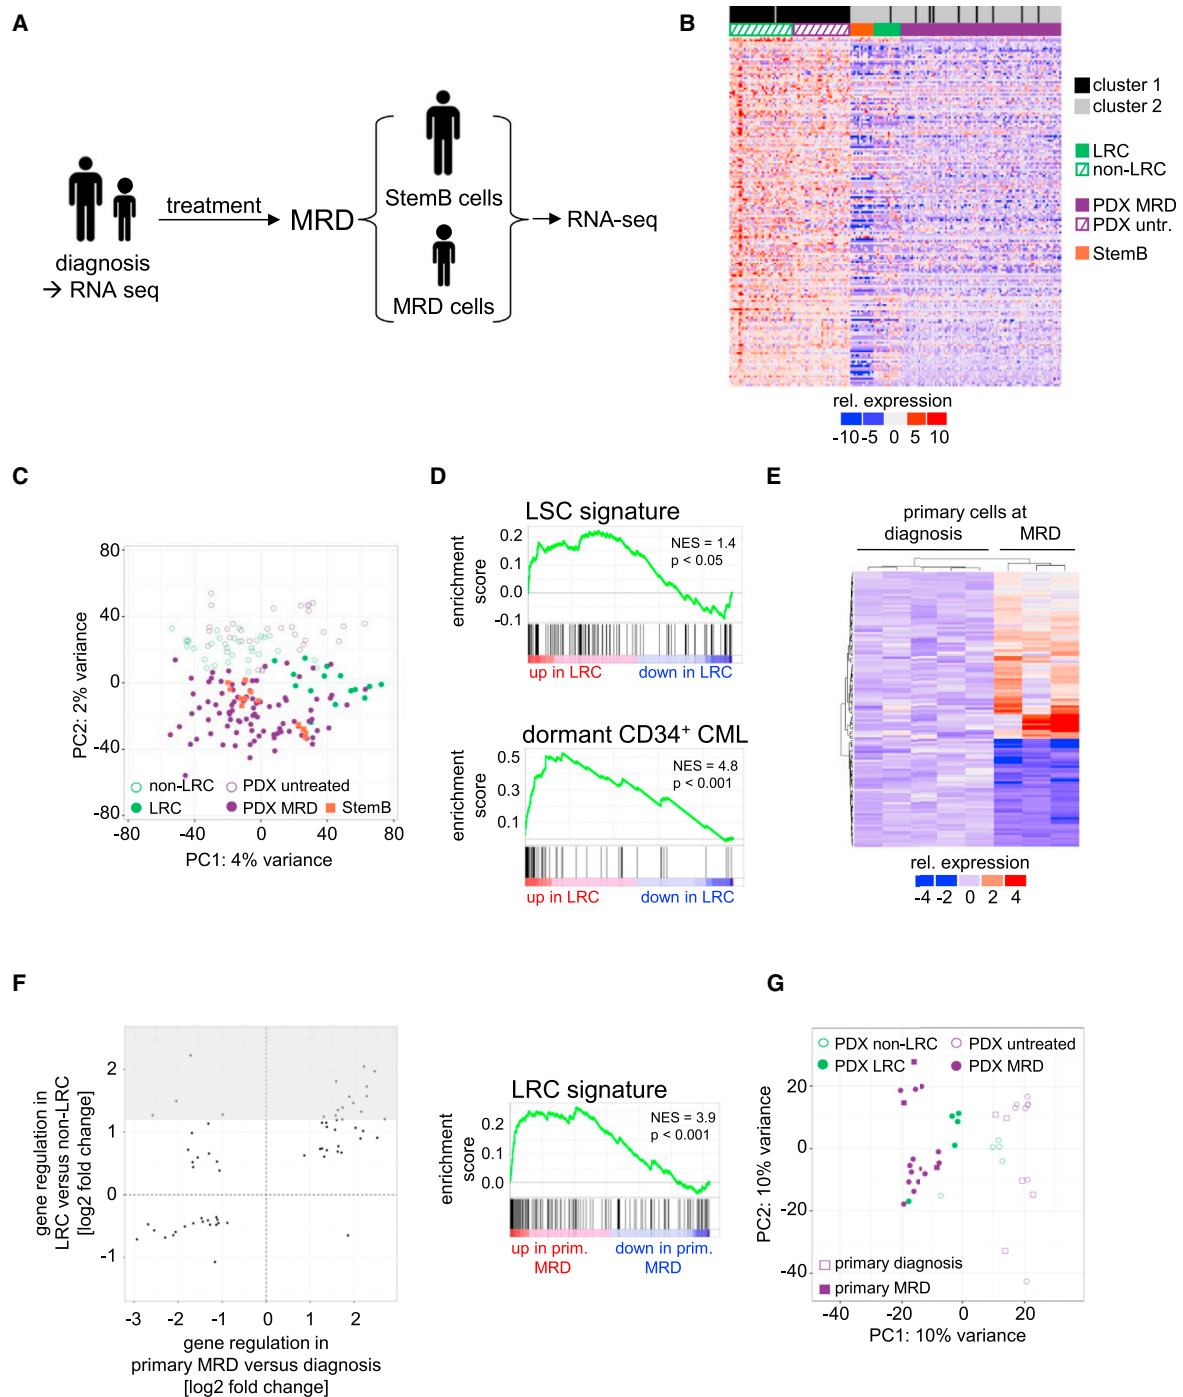 A
diagnosis
→ RNA seq
treatment
MRD
StemB cells
MRD cells
RNA-seq
B
cluster 1
cluster 2
LRC
non-LRC
PDX MRD
PDX untr.
StemB
rel. expression
-10 -5 0 5 10
C
PC2: 2% variance
80
40
0
-40
-80
non-LRC PDX untreated
LRC PDX MRD StemB
-80 -40 0 40 80
PC1: 4% variance
D
LSC signature
enrichment
score
0.2
0.1
0.0
-0.1
NES = 1.4
p < 0.05
up in LRC down in LRC
dormant CD34⁺ CML
enrichment
score
0.5
0.3
0.1
NES = 4.8
p < 0.001
up in LRC down in LRC
E
primary cells at
diagnosis MRD
rel. expression
-4 -2 0 2 4
F
gene regulation in
LRC versus non-LRC
[log2 fold change]
2
1
0
-1
-3 -2 -1 0 1 2
gene regulation in
primary MRD versus diagnosis
[log2 fold change]
LRC signature
enrichment
score
0.2
0.1
0.0
NES = 3.9
p < 0.001
up in prim.
MRD
down in prim.
MRD
G
PDX non-LRC PDX untreated
PDX LRC PDX MRD
PC2: 10% variance
20
0
-20
-40
primary diagnosis
primary MRD
-40 -20 0 20
PC1: 10% variance